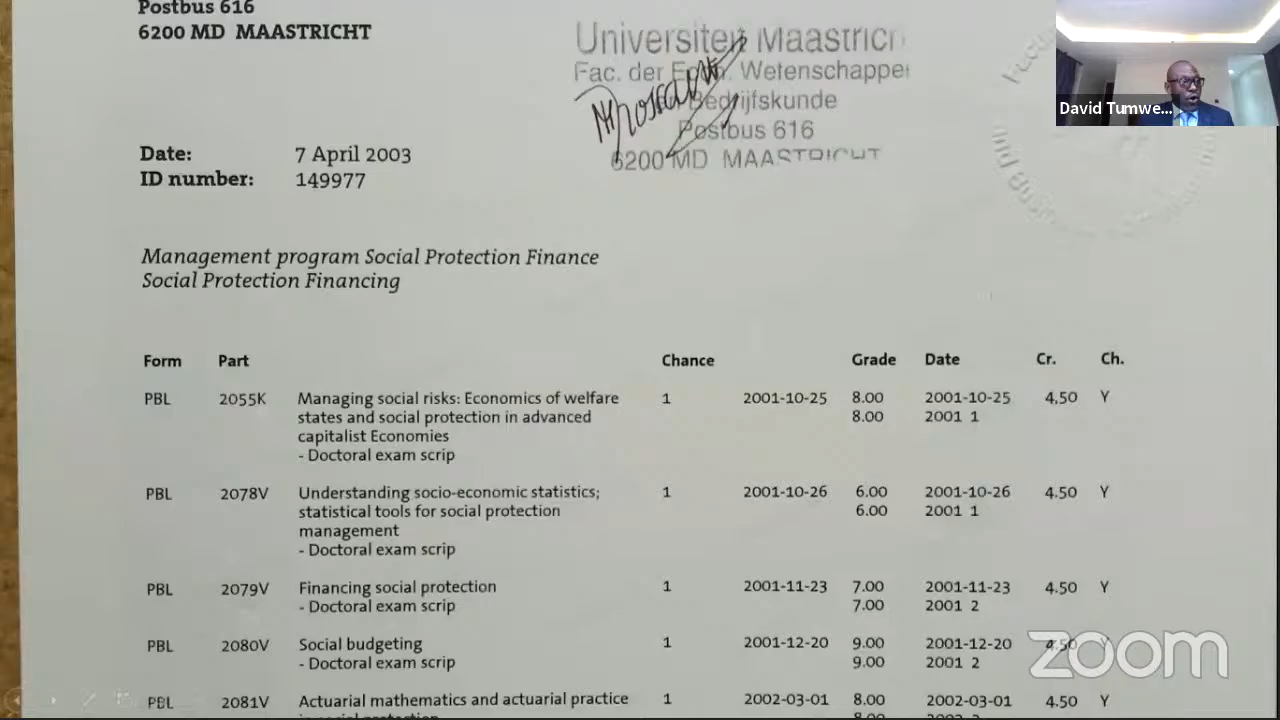 Postbus 616
6200 MD MAASTRICHT
Universiteit Maastrich
Fac. der Wetenschapper
Bedrijfskunde
Postbus 616
6200 MD MAASTRICHT
David Tumwe...
Date: 7 April 2003
ID number: 149977
Management program Social Protection Finance
Social Protection Financing
Form Part Chance Grade Date Cr. Ch.
PBL 2055K Managing social risks: Economics of welfare 1 2001-10-25 8.00 2001-10-25 4,50 Y
states and social protection in advanced 8.00 2001 1
capitalist Economies
- Doctoral exam scrip
PBL 2078V Understanding socio-economic statistics; 1 2001-10-26 6.00 2001-10-26 4.50 Y
statistical tools for social protection 6.00 2001 1
management
- Doctoral exam scrip
PBL 2079V Financing social protection 1 2001-11-23 7.00 2001-11-23 4.50 Y
- Doctoral exam scrip 7.00 2001 2
PBL 2080V Social budgeting 1 2001-12-20 9.00 2001-12-20 4.50 Y
- Doctoral exam scrip 9.00 2001 2
PBL 2081V Actuarial mathematics and actuarial practice 1 2002-03-01 8.00 2002-03-01 4.50 Y
in social protection
zoom